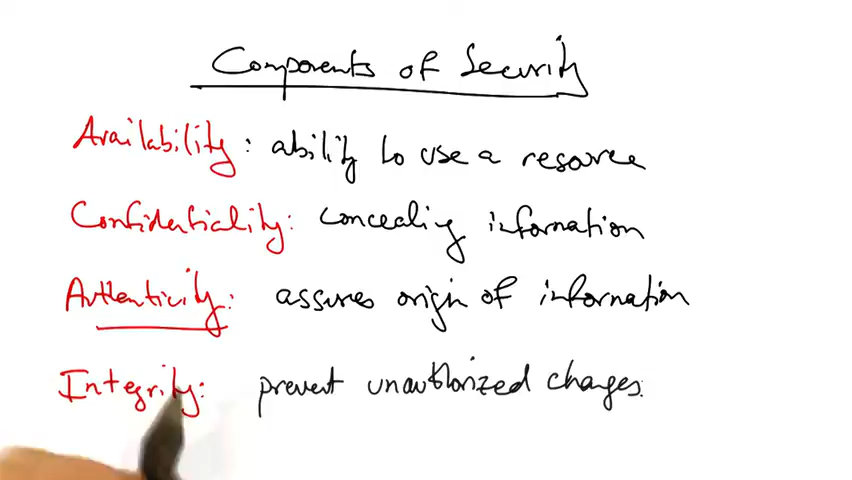 Components of Security
Availability: ability to use a resource
Confidentiality: concealing information
Authenticity: assures origin of information
Integrity: prevent unauthorized changes.